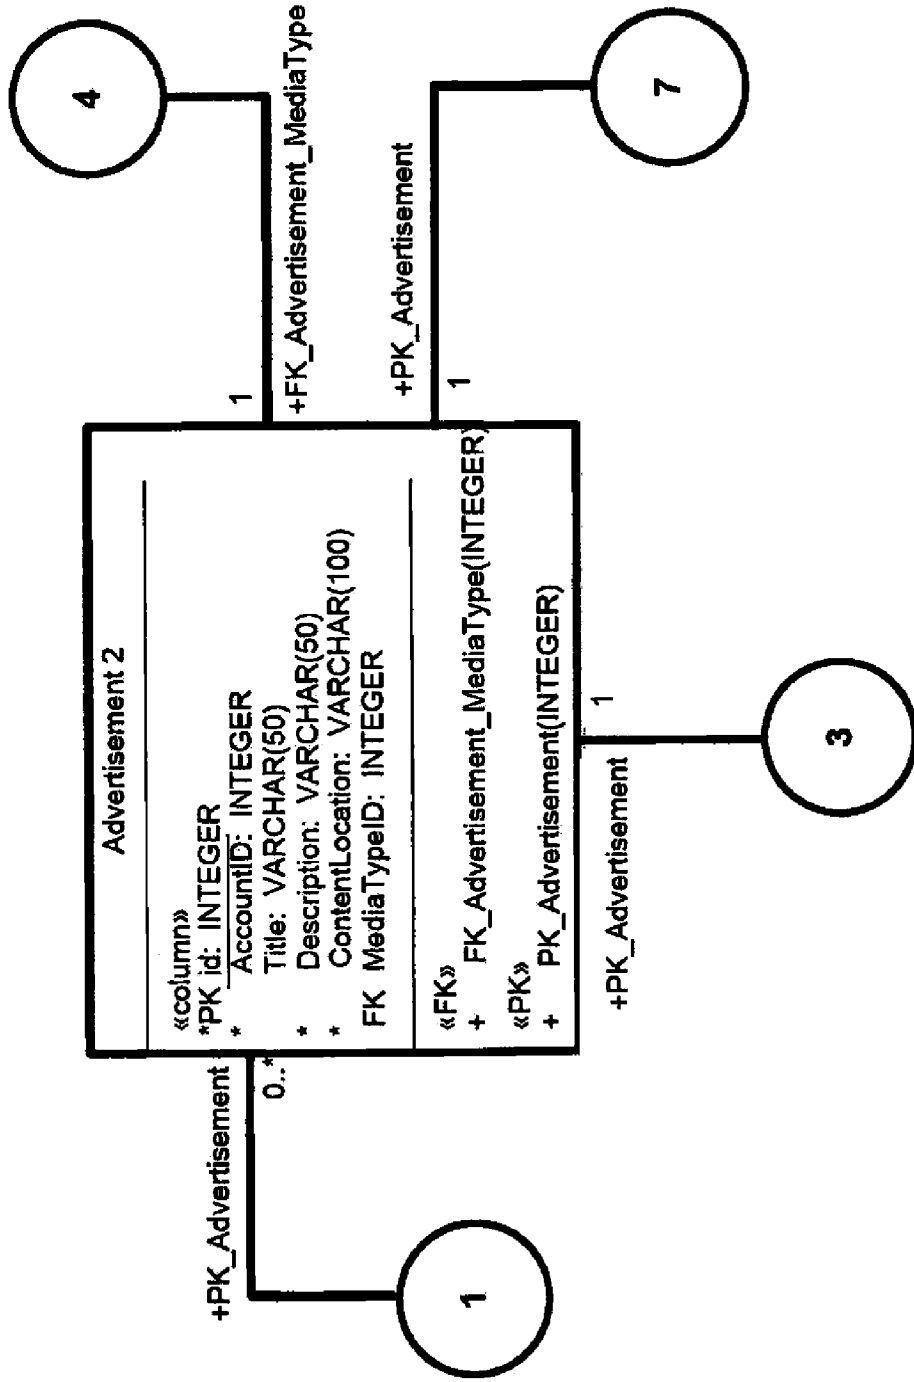 Advertisement 2
«column»
*PK id: INTEGER
* AccountID: INTEGER
Title: VARCHAR(50)
* Description: VARCHAR(50)
* ContentLocation: VARCHAR(100)
FK MediaTypeID: INTEGER
«FK»
+ FK_Advertisement_MediaType(INTEGER)
«PK»
+ PK_Advertisement(INTEGER)
+PK_Advertisement
0..*
1
1
+FK_Advertisement_MediaType
4
+PK_Advertisement
1
7
+PK_Advertisement
1
3